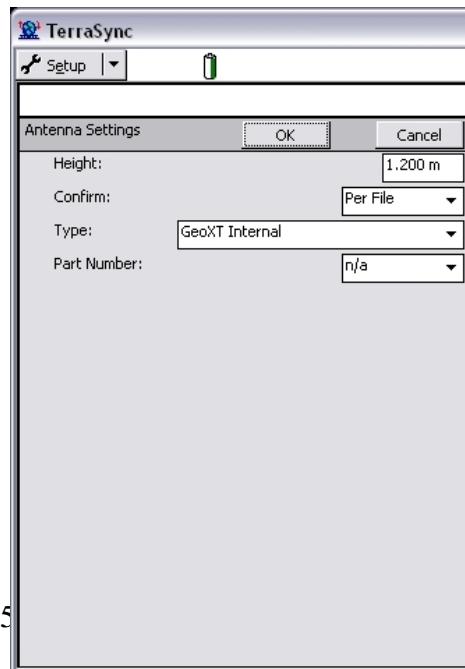 TerraSync
Setup
Antenna Settings OK Cancel
Height: 1.200 m
Confirm: Per File
Type: GeoXT Internal
Part Number: n/a
5